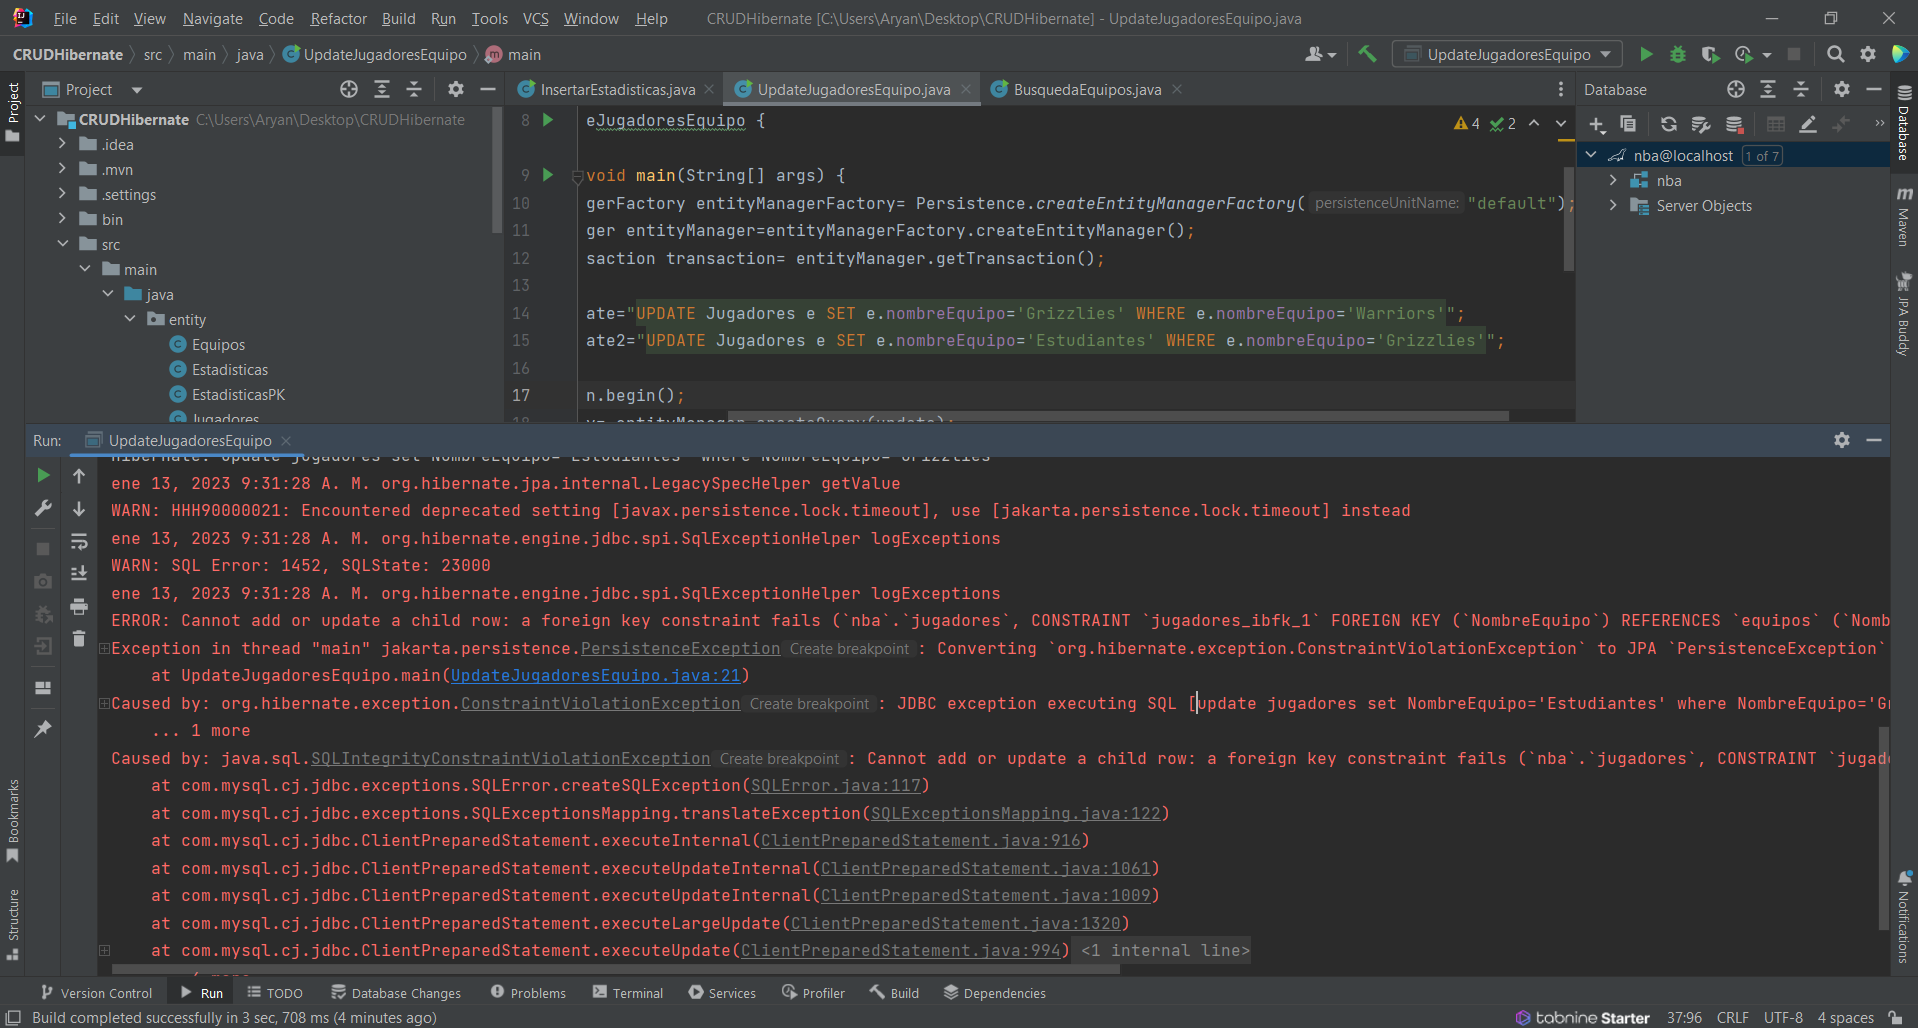 File Edit View Navigate Code Refactor Build Run Tools VCS Window Help CRUDHibernate [C:\Users\Aryan\Desktop\CRUDHibernate] - UpdateJugadoresEquipo.java
CRUDHibernate src main java UpdateJugadoresEquipo m main UpdateJugadoresEquipo
Project InsertarEstadisticas.java UpdateJugadoresEquipo.java BusquedaEquipos.java Database
CRUDHibernate C:\Users\Aryan\Desktop\CRUDHibernate
.idea
.mvn
.settings
bin
src
main
java
entity
Equipos
Estadisticas
EstadisticasPK
Jugadores
8 eJugadoresEquipo { 4 2
9 void main(String[] args) {
10 gerFactory entityManagerFactory= Persistence.createEntityManagerFactory( persistenceUnitName: "default");
11 ger entityManager=entityManagerFactory.createEntityManager();
12 saction transaction= entityManager.getTransaction();
13
14 ate="UPDATE Jugadores e SET e.nombreEquipo='Grizzlies' WHERE e.nombreEquipo='Warriors'";
15 ate2="UPDATE Jugadores e SET e.nombreEquipo='Estudiantes' WHERE e.nombreEquipo='Grizzlies'";
16
17 n.begin();
18 y= entityManager.createQuery(update);
nba@localhost 1 of 7
nba
Server Objects
Project
Bookmarks
Structure
Database
Maven
JPA Buddy
Notifications
Run: UpdateJugadoresEquipo
Hibernate: update jugadores set NombreEquipo='Estudiantes' where NombreEquipo='Grizzlies'
ene 13, 2023 9:31:28 A. M. org.hibernate.jpa.internal.LegacySpecHelper getValue
WARN: HHH90000021: Encountered deprecated setting [javax.persistence.lock.timeout], use [jakarta.persistence.lock.timeout] instead
ene 13, 2023 9:31:28 A. M. org.hibernate.engine.jdbc.spi.SqlExceptionHelper logExceptions
WARN: SQL Error: 1452, SQLState: 23000
ene 13, 2023 9:31:28 A. M. org.hibernate.engine.jdbc.spi.SqlExceptionHelper logExceptions
ERROR: Cannot add or update a child row: a foreign key constraint fails (`nba`.`jugadores`, CONSTRAINT `jugadores_ibfk_1` FOREIGN KEY (`NombreEquipo`) REFERENCES `equipos` (`Nomb
Exception in thread "main" jakarta.persistence.PersistenceException Create breakpoint : Converting `org.hibernate.exception.ConstraintViolationException` to JPA `PersistenceException`
at UpdateJugadoresEquipo.main(UpdateJugadoresEquipo.java:21)
Caused by: org.hibernate.exception.ConstraintViolationException Create breakpoint : JDBC exception executing SQL [update jugadores set NombreEquipo='Estudiantes' where NombreEquipo='Gr
... 1 more
Caused by: java.sql.SQLIntegrityConstraintViolationException Create breakpoint : Cannot add or update a child row: a foreign key constraint fails (`nba`.`jugadores`, CONSTRAINT `jugad
at com.mysql.cj.jdbc.exceptions.SQLError.createSQLException(SQLError.java:117)
at com.mysql.cj.jdbc.exceptions.SQLExceptionsMapping.translateException(SQLExceptionsMapping.java:122)
at com.mysql.cj.jdbc.ClientPreparedStatement.executeInternal(ClientPreparedStatement.java:916)
at com.mysql.cj.jdbc.ClientPreparedStatement.executeUpdateInternal(ClientPreparedStatement.java:1061)
at com.mysql.cj.jdbc.ClientPreparedStatement.executeUpdateInternal(ClientPreparedStatement.java:1009)
at com.mysql.cj.jdbc.ClientPreparedStatement.executeLargeUpdate(ClientPreparedStatement.java:1320)
at com.mysql.cj.jdbc.ClientPreparedStatement.executeUpdate(ClientPreparedStatement.java:994) <1 internal line>
Version Control Run TODO Database Changes Problems Terminal Services Profiler Build Dependencies
Build completed successfully in 3 sec, 708 ms (4 minutes ago) tabnine Starter 37:96 CRLF UTF-8 4 spaces